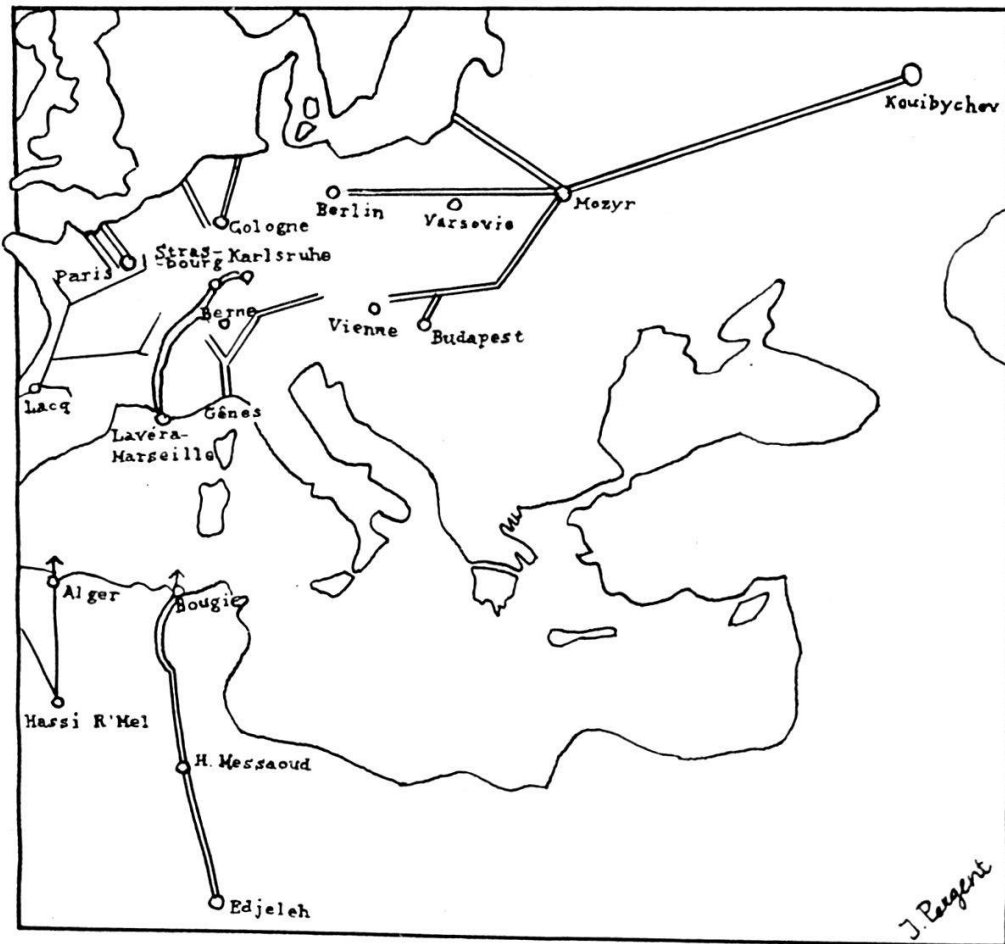 Kouibychev
Berlin
Varsovie
Mozyr
Cologne
Paris
Stras-
bourg
Karlsruhe
Berne
Vienne
Budapest
Lacq
Gênes
Lavéra-
Marseille
Alger
Bougie
Hassi R'Mel
H. Messaoud
Edjeleh
J. Pargent